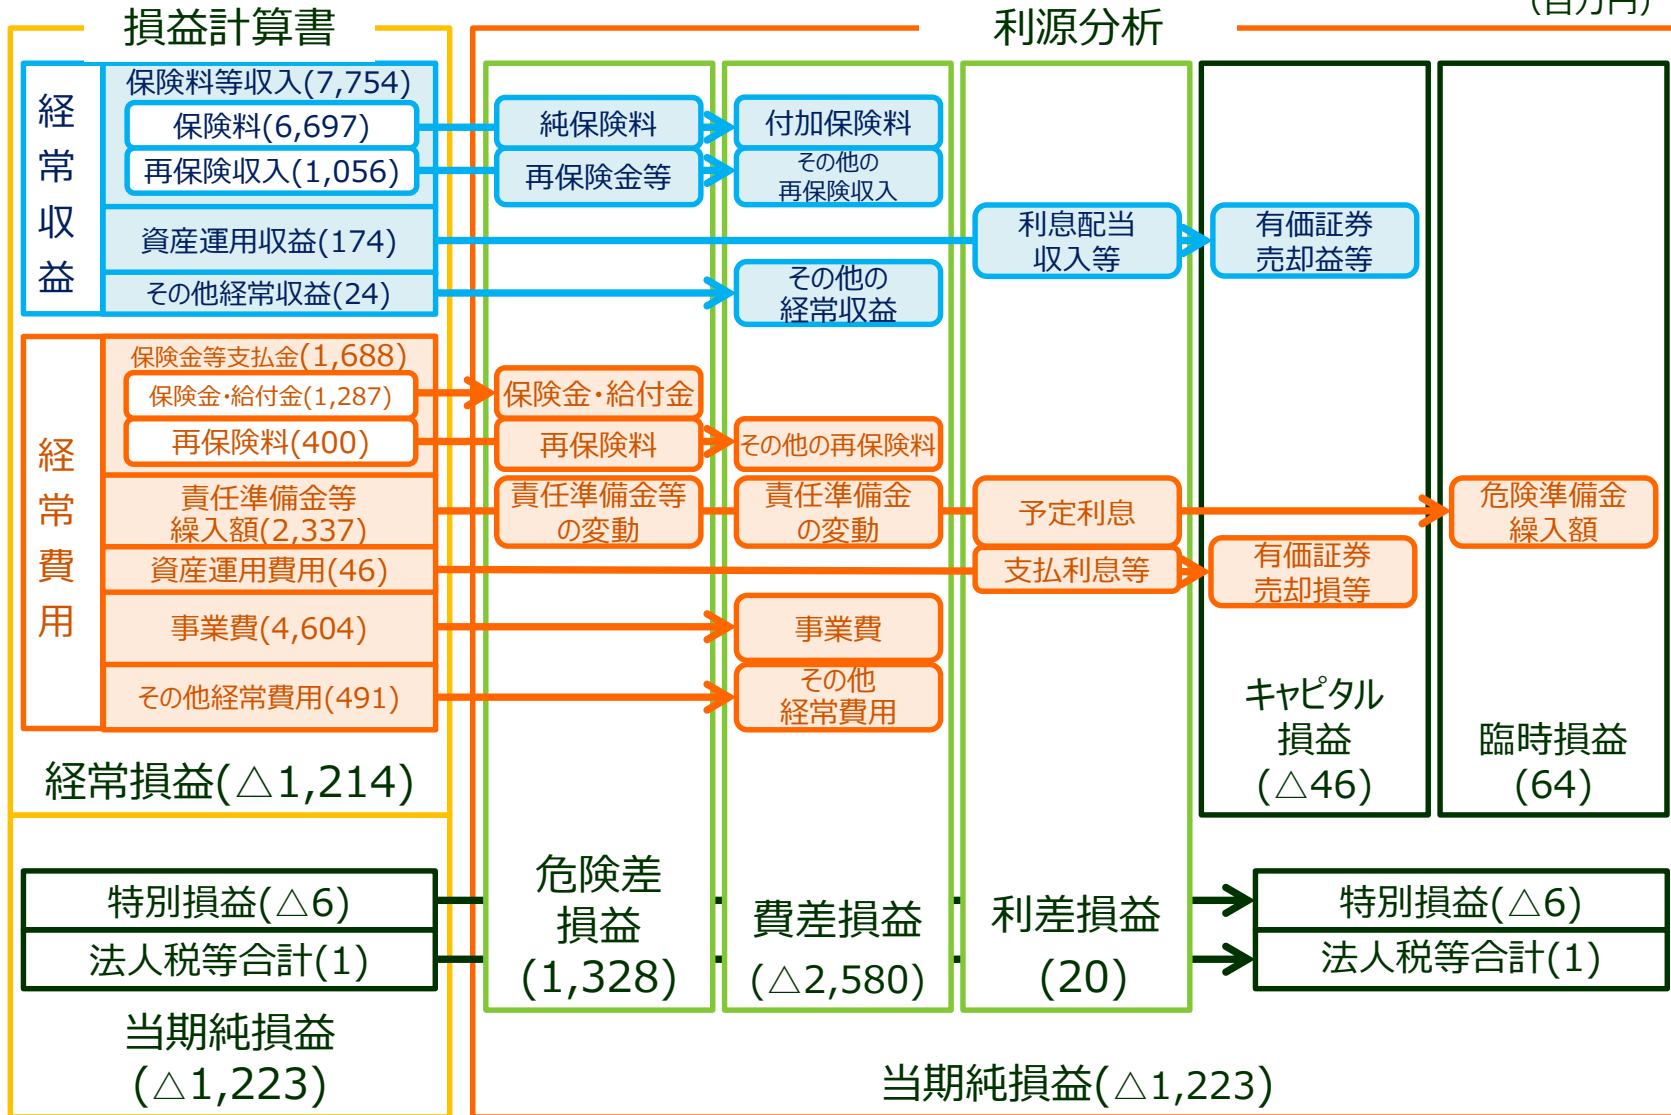 損益計算書
利源分析
(百万円)
経常収益
保険料等収入(7,754)
保険料(6,697)
再保険収入(1,056)
資産運用収益(174)
その他経常収益(24)
純保険料
付加保険料
再保険金等
その他の
再保険収入
利息配当
収入等
有価証券
売却益等
その他の
経常収益
経常費用
保険金等支払金(1,688)
保険金・給付金(1,287)
再保険料(400)
責任準備金等
繰入額(2,337)
資産運用費用(46)
事業費(4,604)
その他経常費用(491)
保険金・給付金
再保険料
その他の再保険料
責任準備金等
の変動
責任準備金
の変動
予定利息
危険準備金
繰入額
支払利息等
有価証券
売却損等
事業費
その他
経常費用
経常損益(△1,214)
キャピタル
損益
(△46)
臨時損益
(64)
特別損益(△6)
法人税等合計(1)
危険差
損益
(1,328)
費差損益
(△2,580)
利差損益
(20)
特別損益(△6)
法人税等合計(1)
当期純損益
(△1,223)
当期純損益(△1,223)